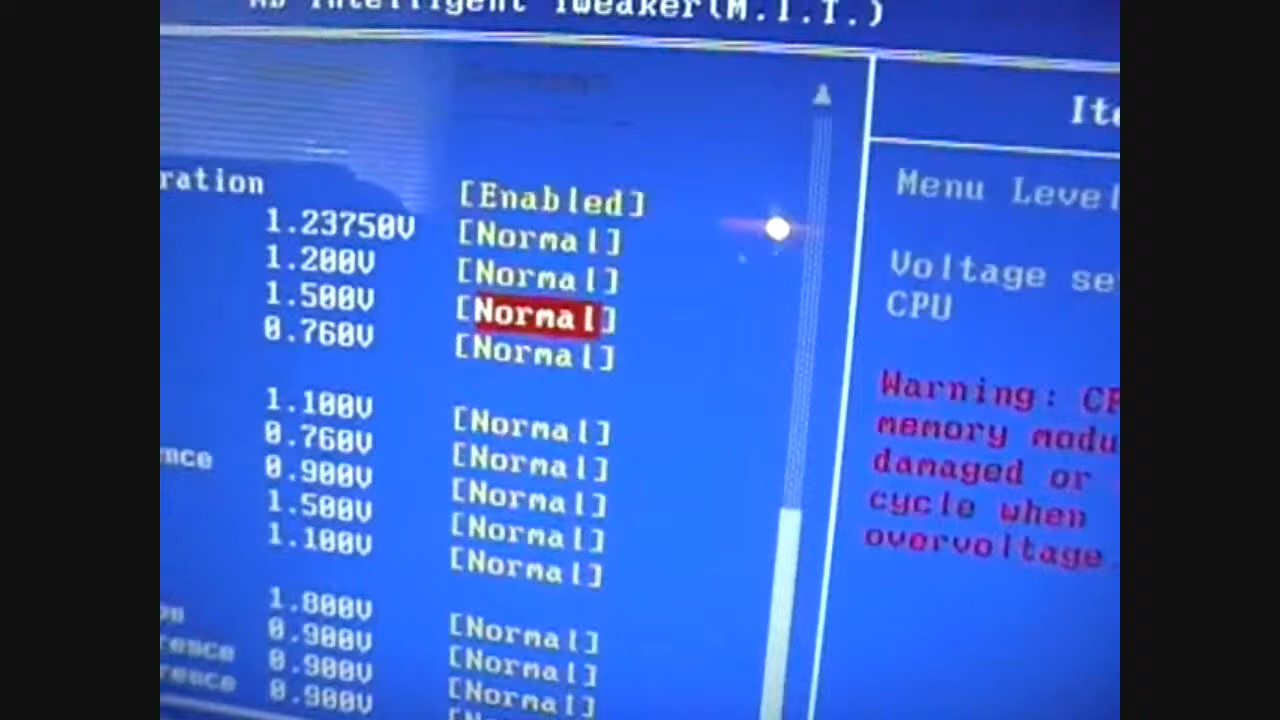 MB Intelligent Tweaker(M.I.T.)
Menu Level
ration [Enabled]
1.23750V [Normal]
1.200V [Normal]
1.500V [Normal]
0.760V [Normal]
1.100V [Normal]
0.760V [Normal]
ence 0.900V [Normal]
1.500V [Normal]
1.100V [Normal]
1.800V [Normal]
0.900V [Normal]
rence 0.900V [Normal]
rence 0.900V
Voltage se
CPU
Warning: CP
memory modu
damaged or
cycle when
overvoltage.